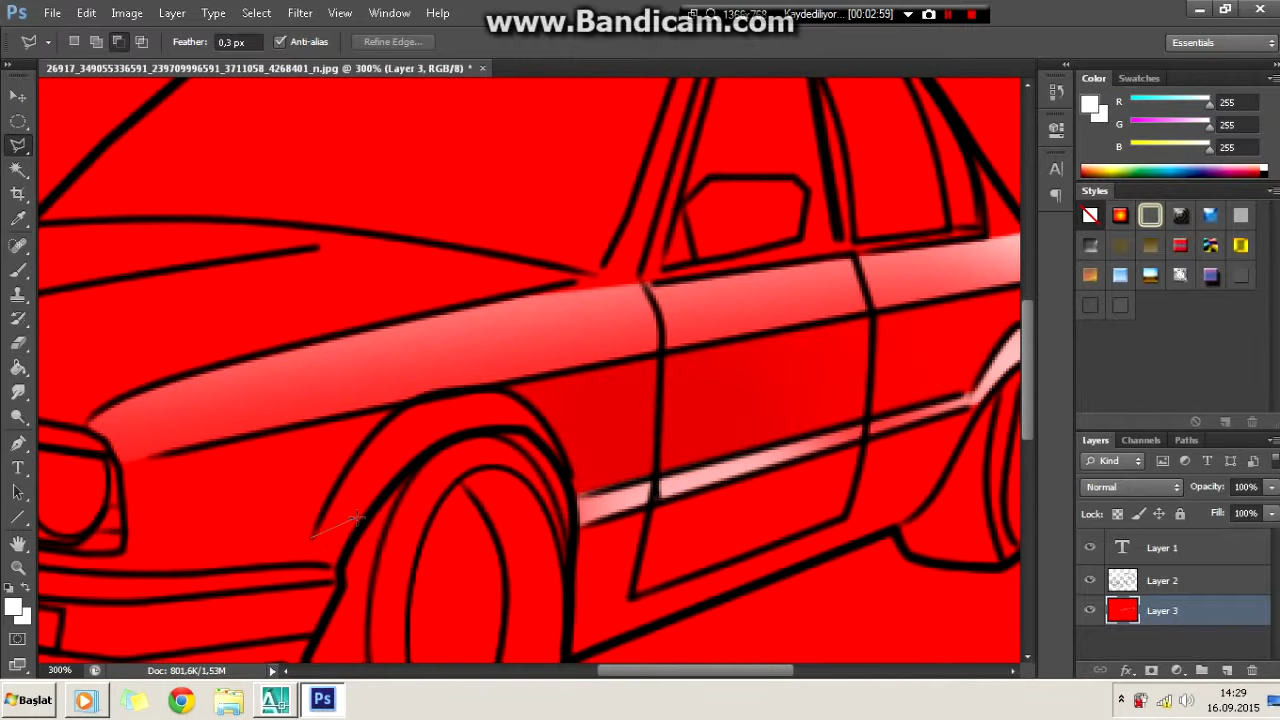 www.Bandicam.com
1366x768 Kaydediliyor... [00:02:59]
Ps File Edit Image Layer Type Select Filter View Window Help
Feather: 0,3 px Anti-alias Refine Edge... Essentials
26917_349055336591_239709996591_3711058_4268401_n.jpg @ 300% (Layer 3, RGB/8) * ×
Color Swatches
R 255
G 255
B 255
Styles
Layers Channels Paths
Kind
Normal Opacity: 100%
Lock: Fill: 100%
Layer 1
Layer 2
Layer 3
300% Doc: 801,6K/1,53M
Başlat Ps 14:29
16.09.2015